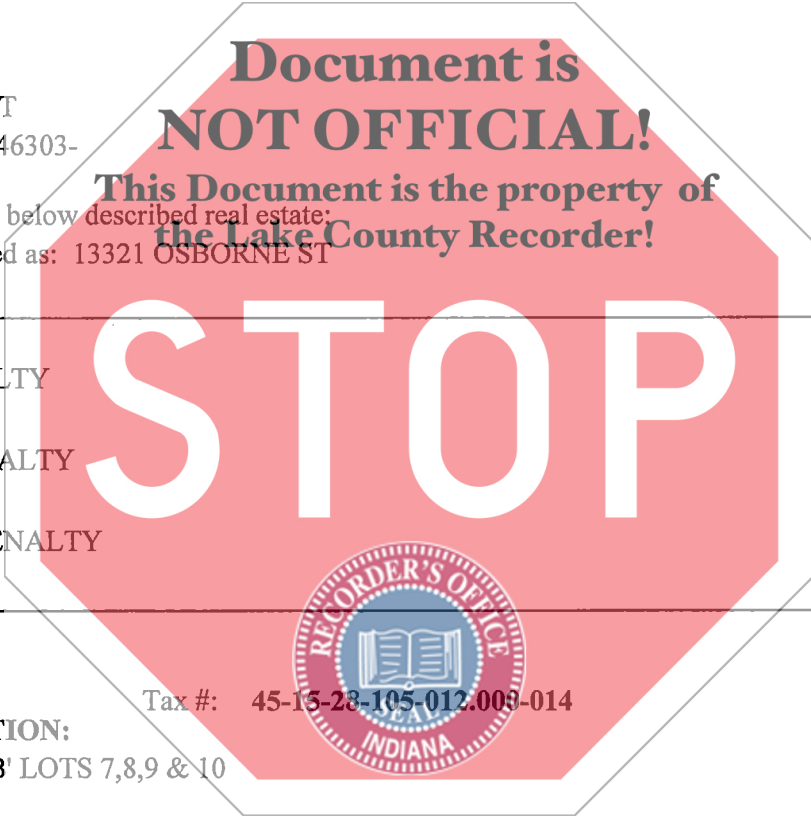 Document is
T
NOT OFFICIAL!
46303-
This Document is the property of
below described real estate:
the Lake County Recorder!
d as: 13321 OSBORNE ST
LTY
STOP
ALTY
NALTY
RECORDER'S OFFICE
Tax #: 45-15-28-105-012.000-014
SEAL
TION:
INDIANA
' LOTS 7,8,9 & 10